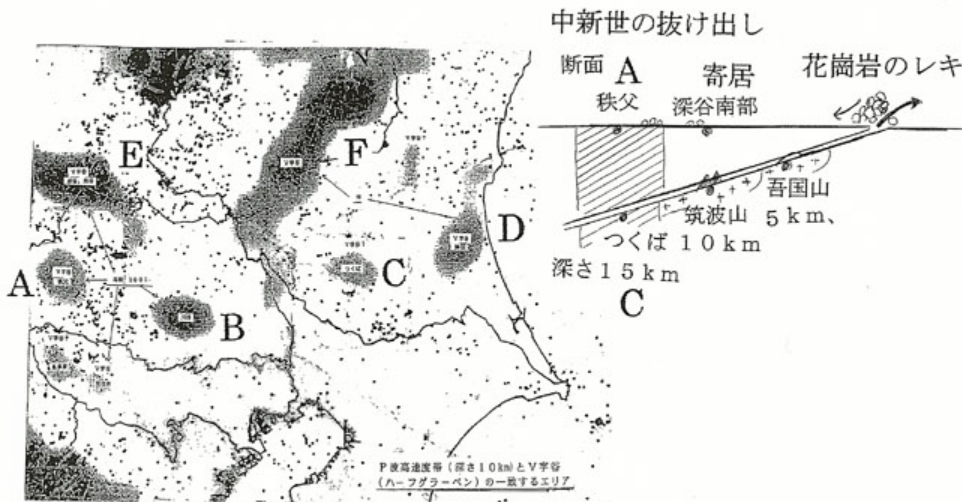 中新世の抜け出し
断面 A 寄居 花崗岩のレキ
秩父 深谷南部
吾国山
筑波山 5km、
つくば 10km
深さ15km
C
E
F
D
A
C
B
つくば
P波高速度帯(深さ10km)とV字谷
(ハーフグラーベン)の一致するエリア